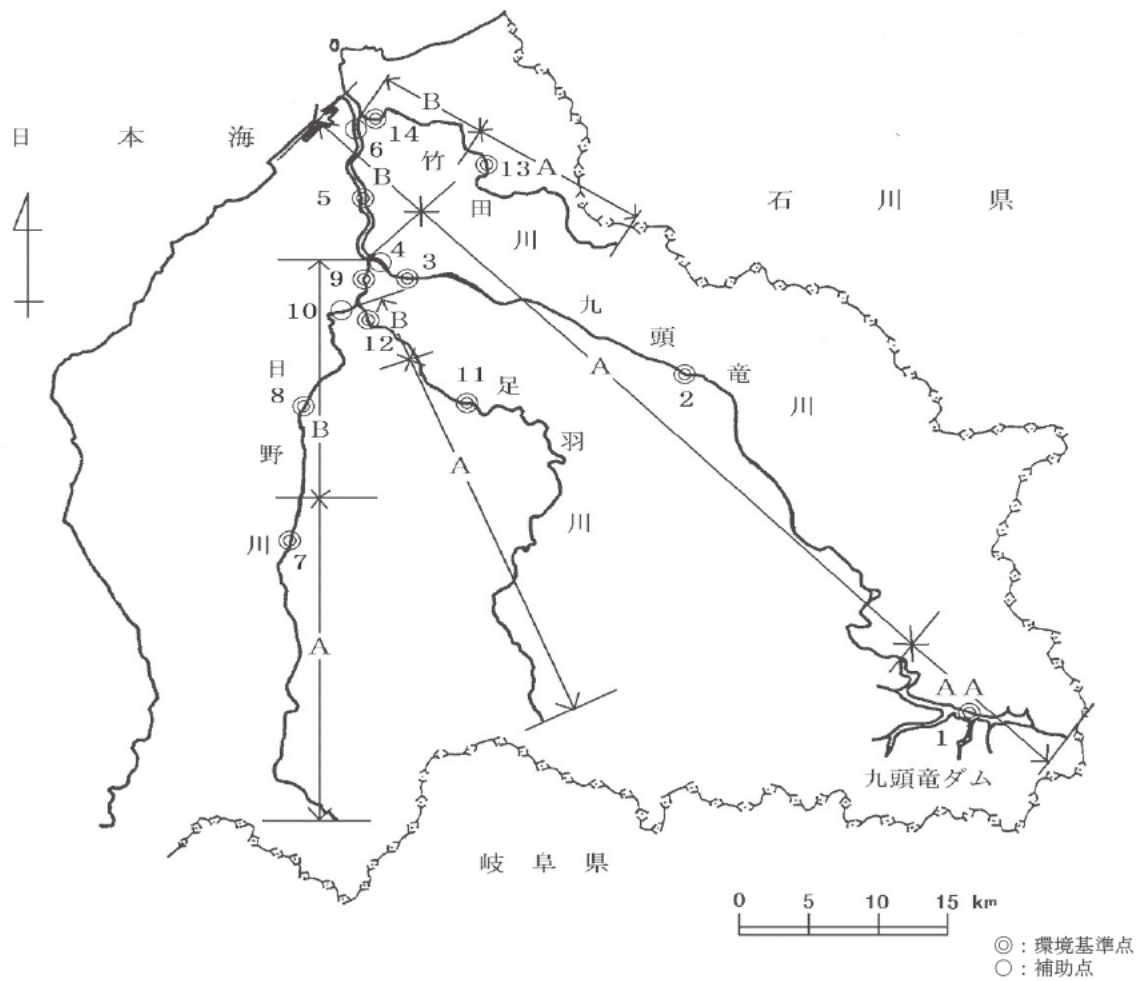 日本海
石川県
岐阜県
竹田川
九頭竜川
足羽川
日野川
九頭竜ダム
B
A
B
A
AA
B
A
B
A
1
2
3
4
5
6
7
8
9
10
11
12
13
14
0 5 10 15 km
◎：環境基準点
○：補助点